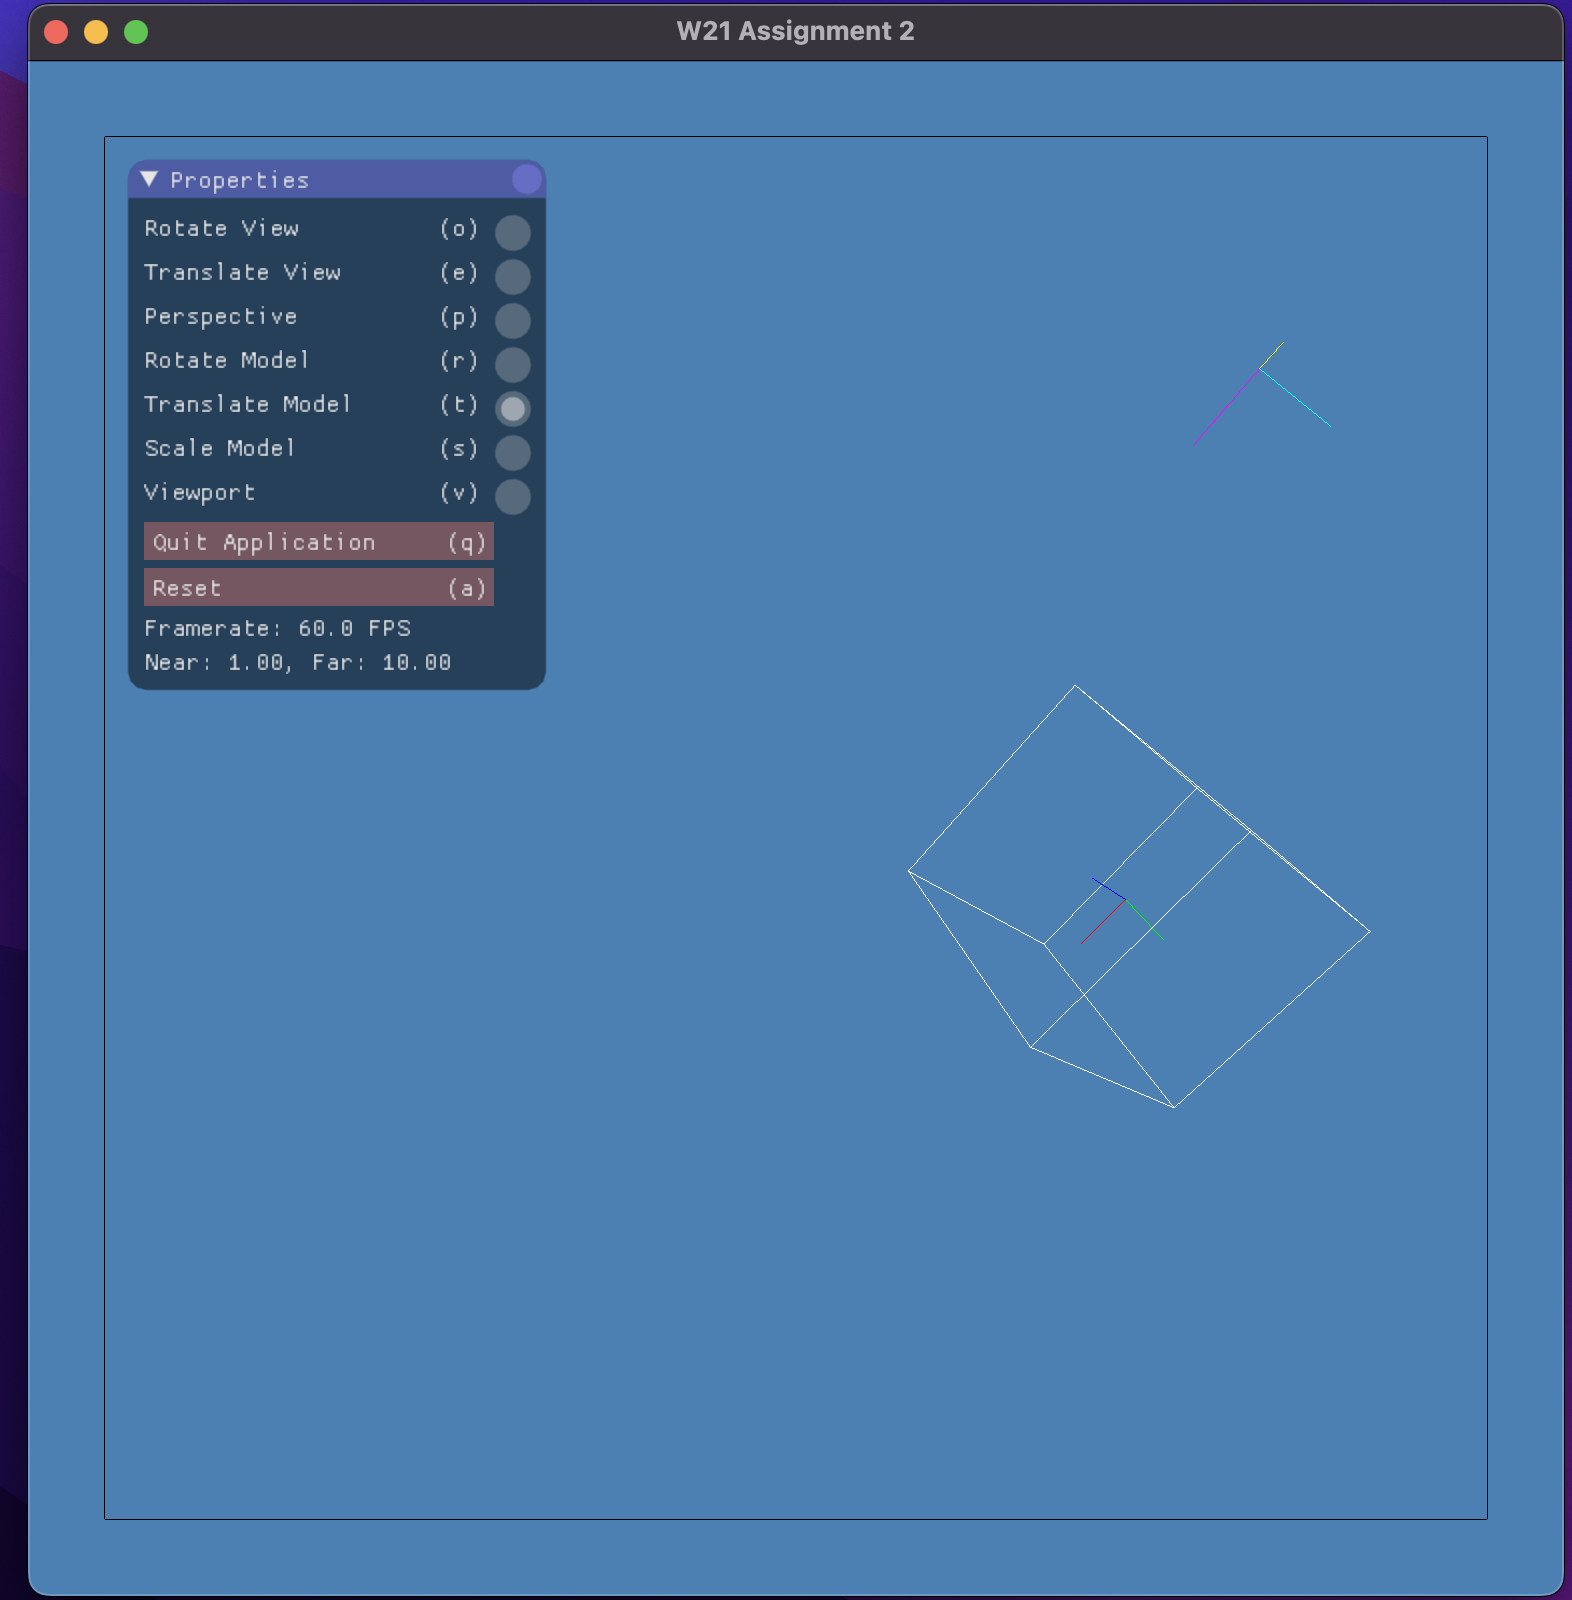 W21 Assignment 2
Properties
Rotate View (o)
Translate View (e)
Perspective (p)
Rotate Model (r)
Translate Model (t)
Scale Model (s)
Viewport (v)
Quit Application (q)
Reset (a)
Framerate: 60.0 FPS
Near: 1.00, Far: 10.00